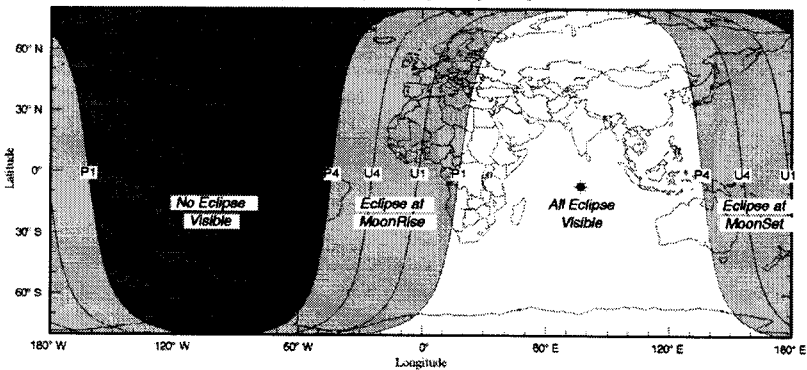 60° N
30° N
0°
30° S
60° S
Latitude
P1
P4
U4
U1
P1
P4
U4
U1
No Eclipse
Visible
Eclipse at
MoonRise
All Eclipse
Visible
Eclipse at
MoonSet
180° W
120° W
60° W
0°
60° E
120° E
180° E
Longitude